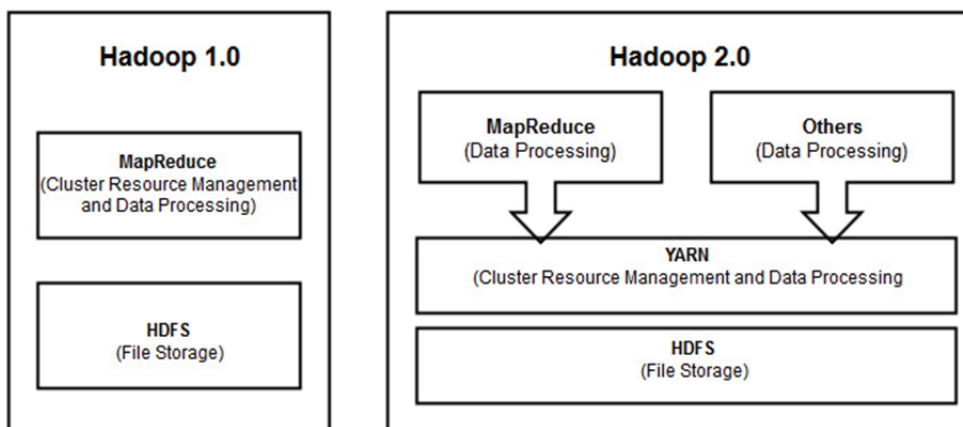 Hadoop 1.0
MapReduce
(Cluster Resource Management
and Data Processing)
HDFS
(File Storage)
Hadoop 2.0
MapReduce
(Data Processing)
Others
(Data Processing)
YARN
(Cluster Resource Management and Data Processing
HDFS
(File Storage)